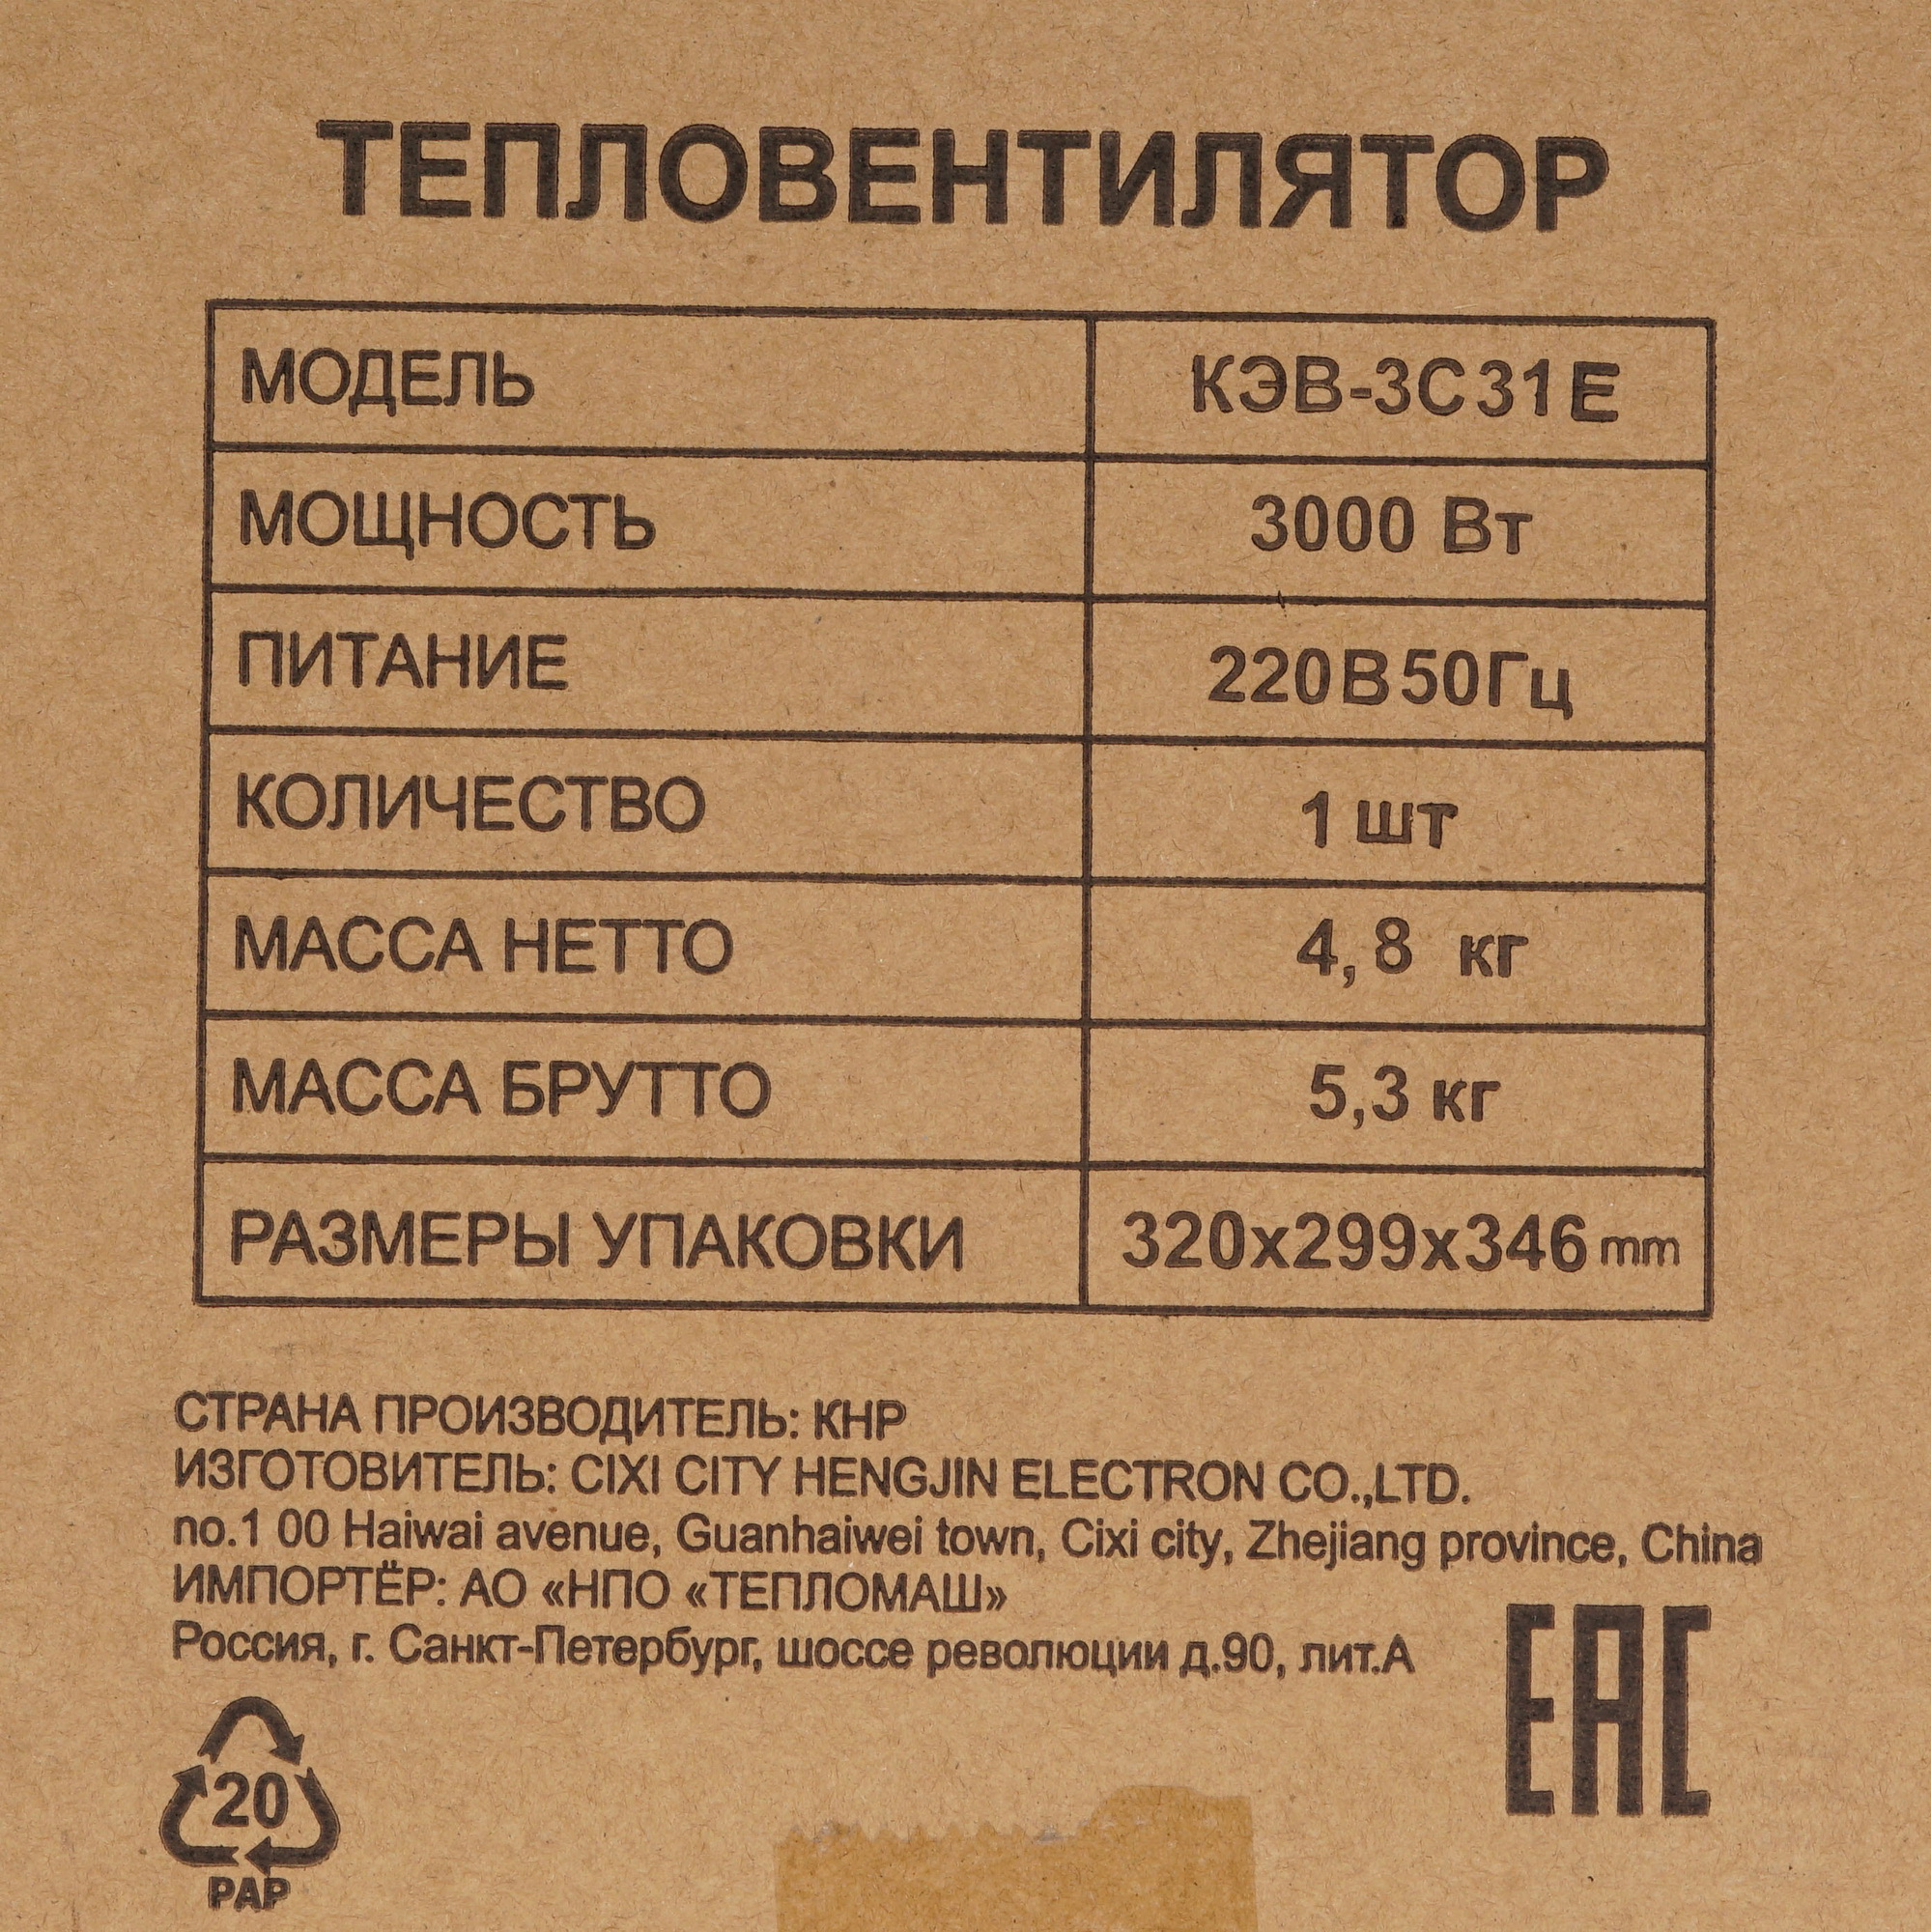 ТЕПЛОВЕНТИЛЯТОР
МОДЕЛЬ КЭВ-3С31Е
МОЩНОСТЬ 3000 Вт
ПИТАНИЕ 220В50Гц
КОЛИЧЕСТВО 1 шт
МАССА НЕТТО 4,8 кг
МАССА БРУТТО 5,3 кг
РАЗМЕРЫ УПАКОВКИ 320x299x346 mm
СТРАНА ПРОИЗВОДИТЕЛЬ: КНР
ИЗГОТОВИТЕЛЬ: CIXI CITY HENGJIN ELECTRON CO.,LTD.
no.1 00 Haiwai avenue, Guanhaiwei town, Cixi city, Zhejiang province, China
ИМПОРТЁР: АО «НПО «ТЕПЛОМАШ»
Россия, г. Санкт-Петербург, шоссе революции д.90, лит.А
EAC
20
PAP